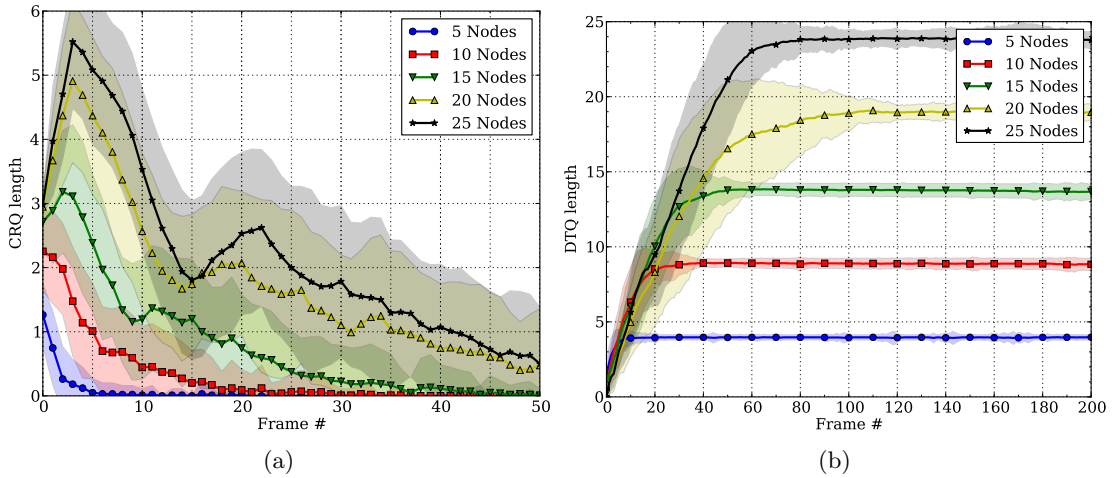 6
5
4
3
2
1
0
CRQ length
5 Nodes
10 Nodes
15 Nodes
20 Nodes
25 Nodes
0 10 20 30 40 50
Frame #
(a)
25
20
15
10
5
0
DTQ length
5 Nodes
10 Nodes
15 Nodes
20 Nodes
25 Nodes
0 20 40 60 80 100 120 140 160 180 200
Frame #
(b)